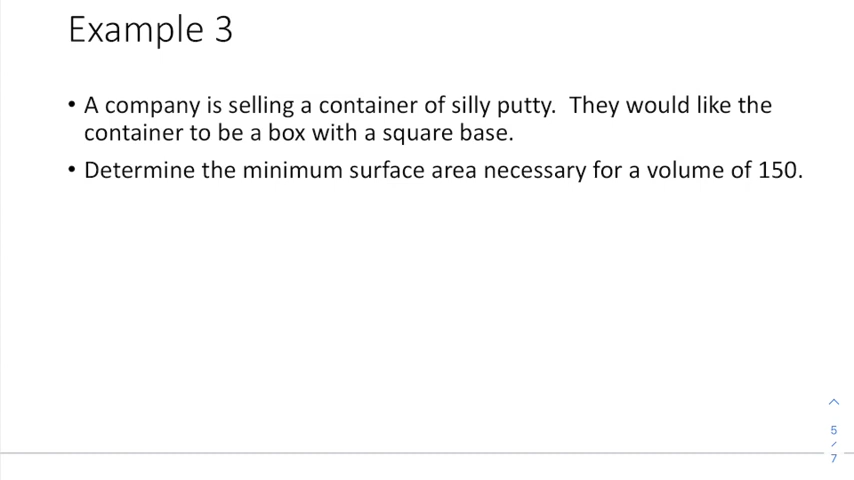 Example 3
• A company is selling a container of silly putty.  They would like the
container to be a box with a square base.
• Determine the minimum surface area necessary for a volume of 150.
5
/
7